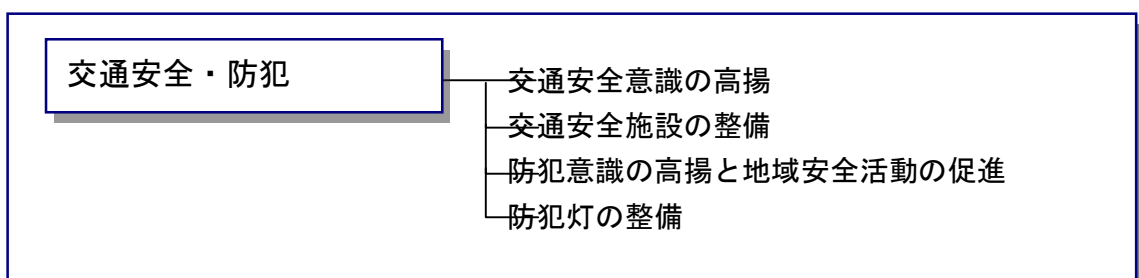 交通安全・防犯
交通安全意識の高揚
交通安全施設の整備
防犯意識の高揚と地域安全活動の促進
防犯灯の整備